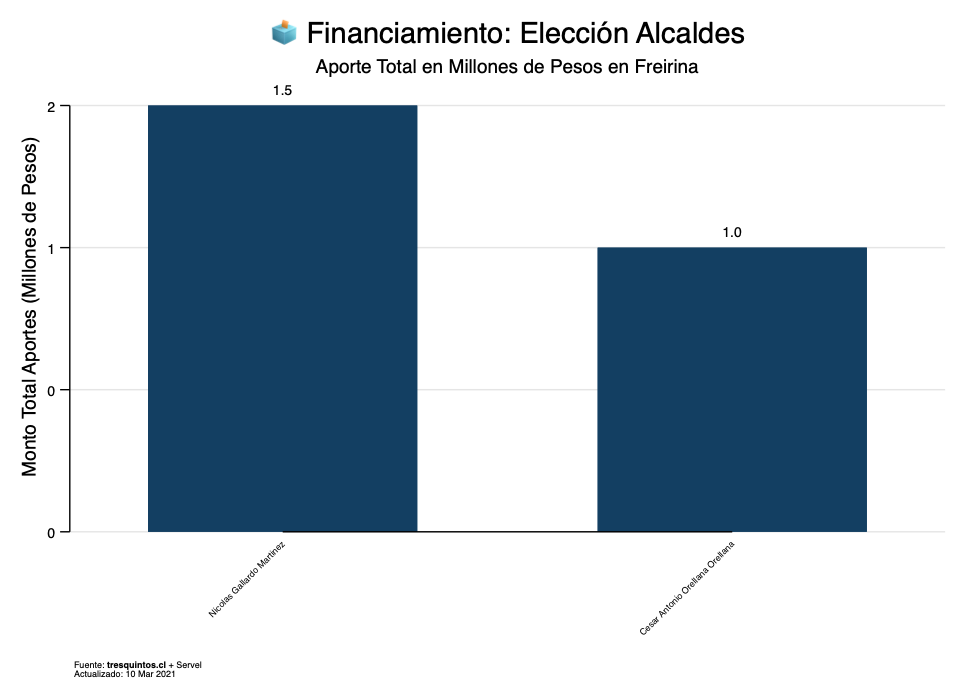 Financiamiento: Elección Alcaldes
Aporte Total en Millones de Pesos en Freirina
Monto Total Aportes (Millones de Pesos)
2
1
0
0
1.5
1.0
Nicolas Gallardo Martinez
Cesar Antonio Orellana Orellana
Fuente: tresquintos.cl + Servel
Actualizado: 10 Mar 2021